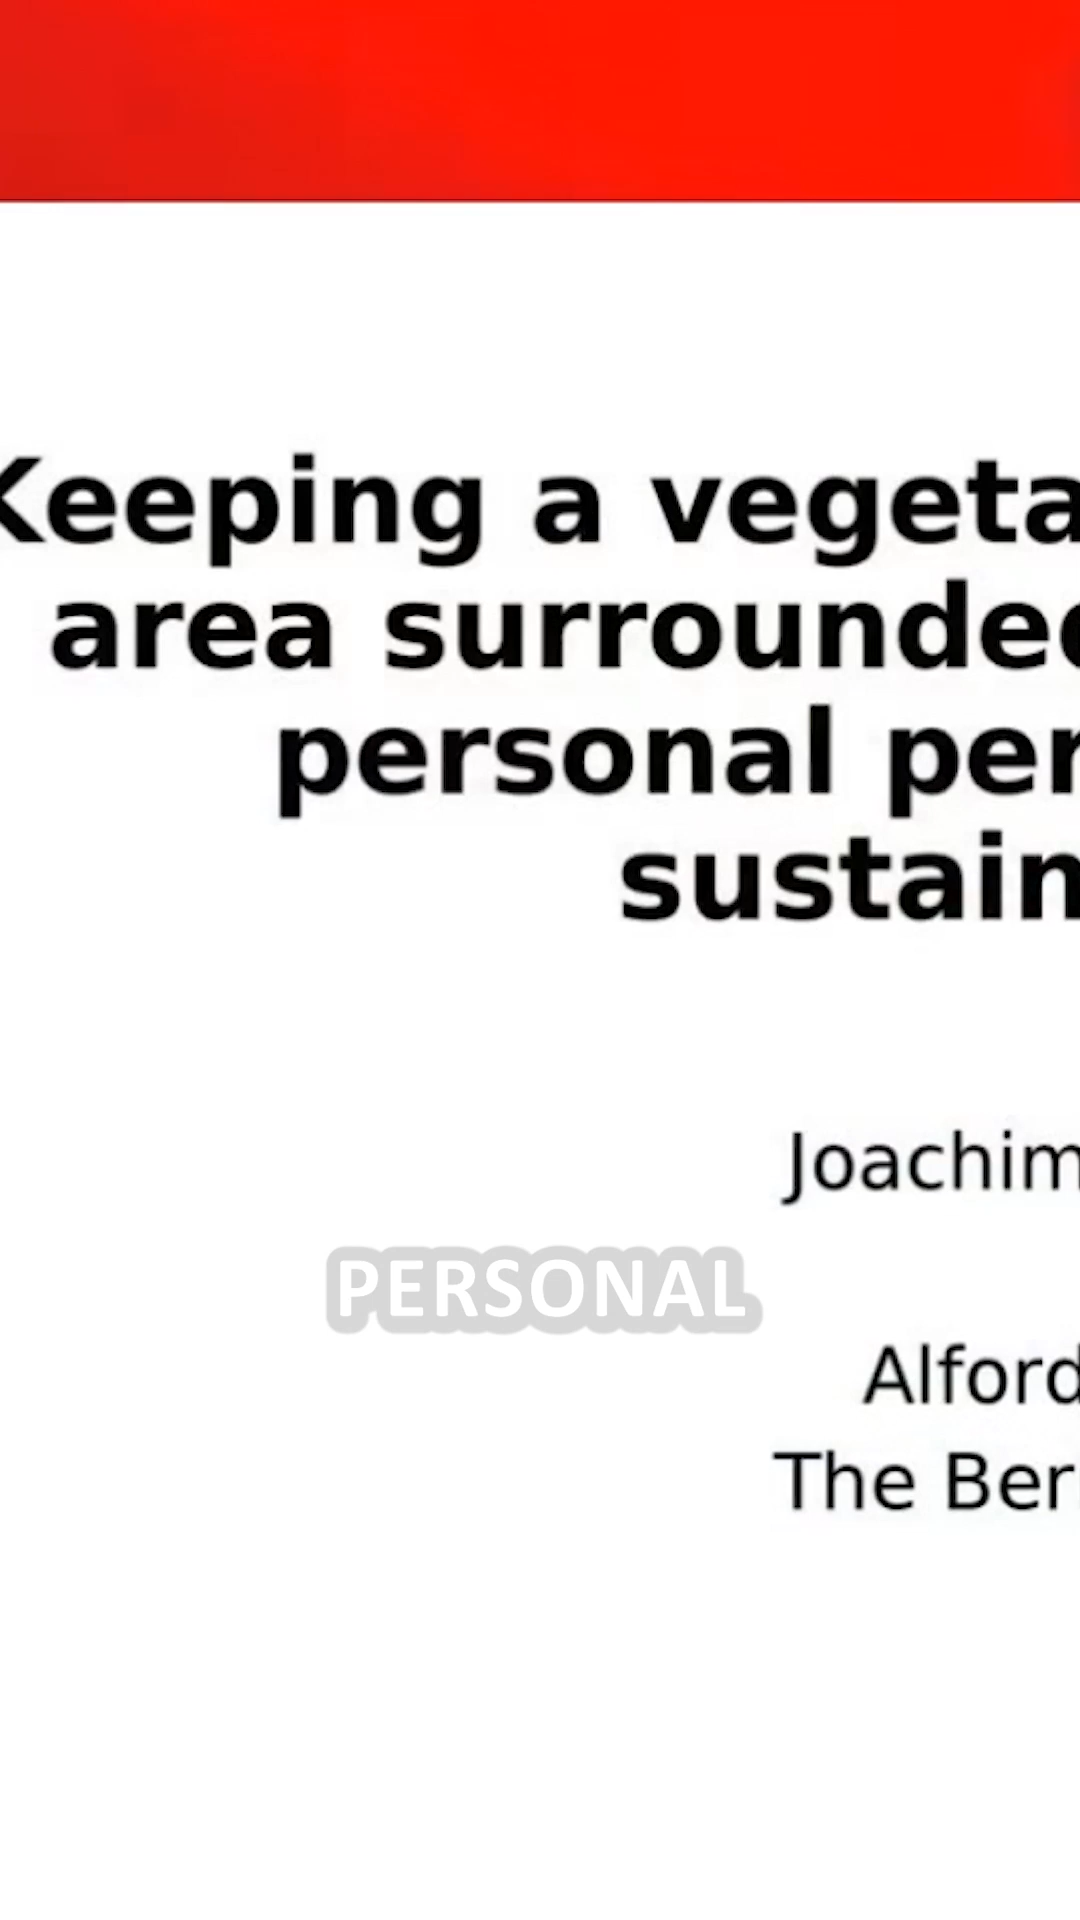 Keeping a vegeta
area surrounded
personal per
sustain
Joachim
PERSONAL
Alford
The Ber